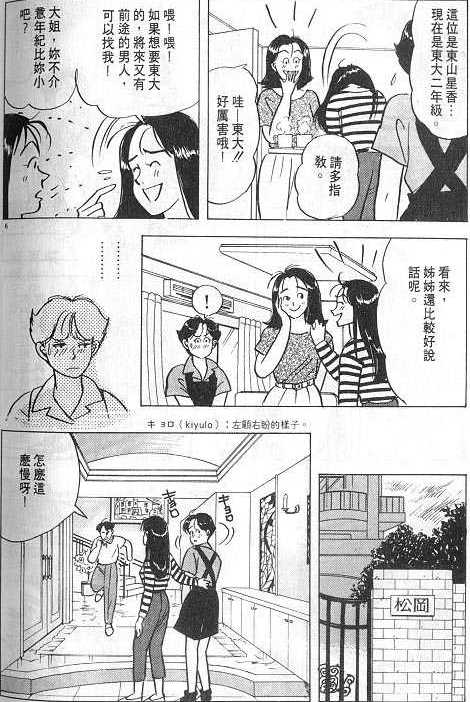 這位是東山星香…
現在是東大二年級。
請多指
教。
哇—東大!!
好厲害哦！
喂！喂！
如果想要東大
的，將來又有
前途的男人，
可以找我！
大姐，妳不介
意年紀比妳小
吧？
6
看來，
姊姊還比較好說
話呢。
！
…………
…………
キョロ（kiyulo）：左顧右盼的樣子。
松岡
キョロ
キョロ
怎麼這
麼慢呀！